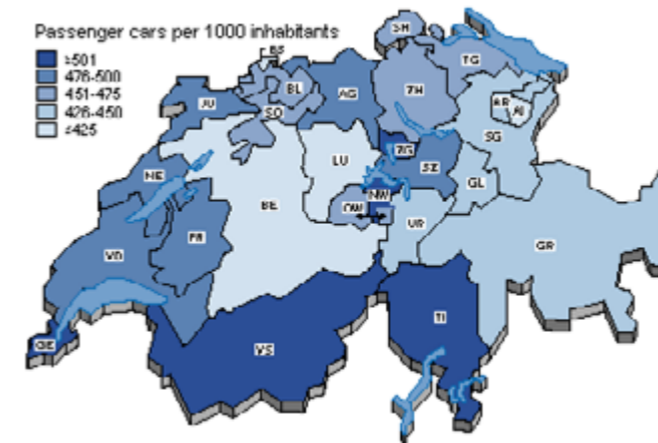 Passenger cars per 1000 inhabitants
≥501
476-500
451-475
426-450
≤425
BS
SH
TG
JU
BL
AG
ZH
SO
AR
AI
SG
ZG
LU
SZ
NE
GL
BE
OW
NW
UR
FR
GR
VD
TI
GE
VS